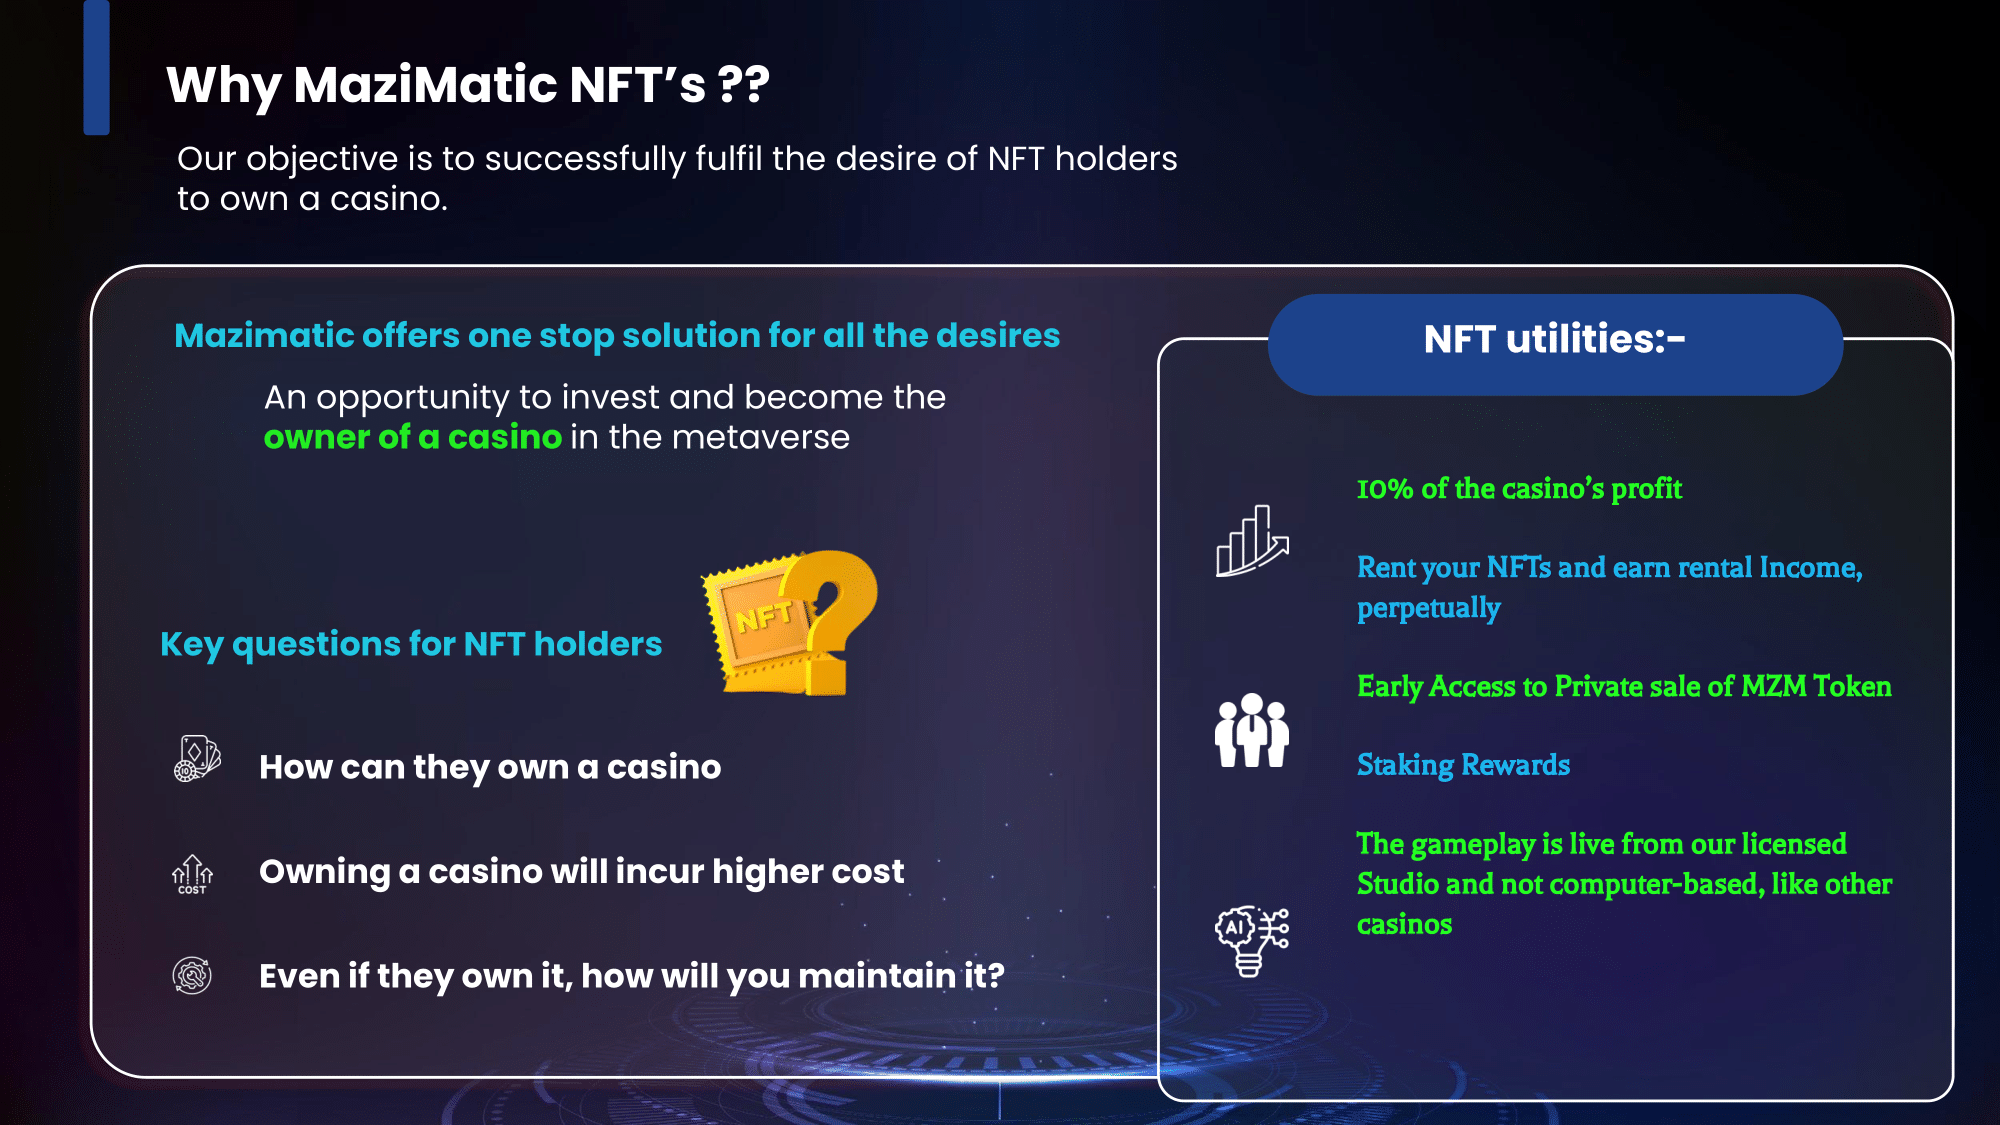 Why MaziMatic NFT’s ??
Our objective is to successfully fulfil the desire of NFT holders
to own a casino.
Mazimatic offers one stop solution for all the desires
An opportunity to invest and become the
owner of a casino in the metaverse
NFT
Key questions for NFT holders
How can they own a casino
COST
Owning a casino will incur higher cost
Even if they own it, how will you maintain it?
NFT utilities:-
10% of the casino’s profit
Rent your NFTs and earn rental Income,
perpetually
Early Access to Private sale of MZM Token
Staking Rewards
AI
The gameplay is live from our licensed
Studio and not computer-based, like other
casinos